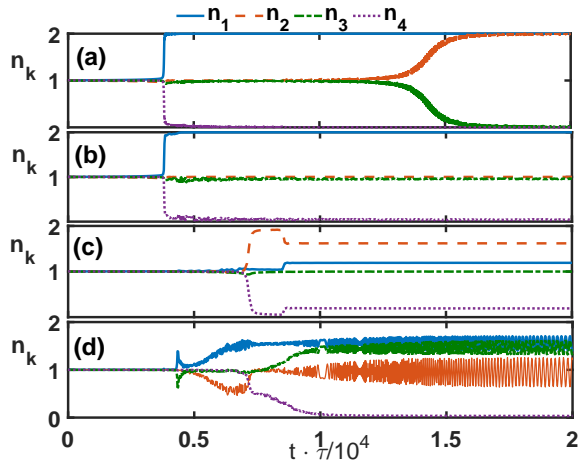 n₁ n₂ n₃ n₄
2
(a)
nₖ
1
2
(b)
nₖ
1
2
(c)
nₖ
1
2
(d)
nₖ
1
0
0 0.5 1 1.5 2
t · τ/10⁴